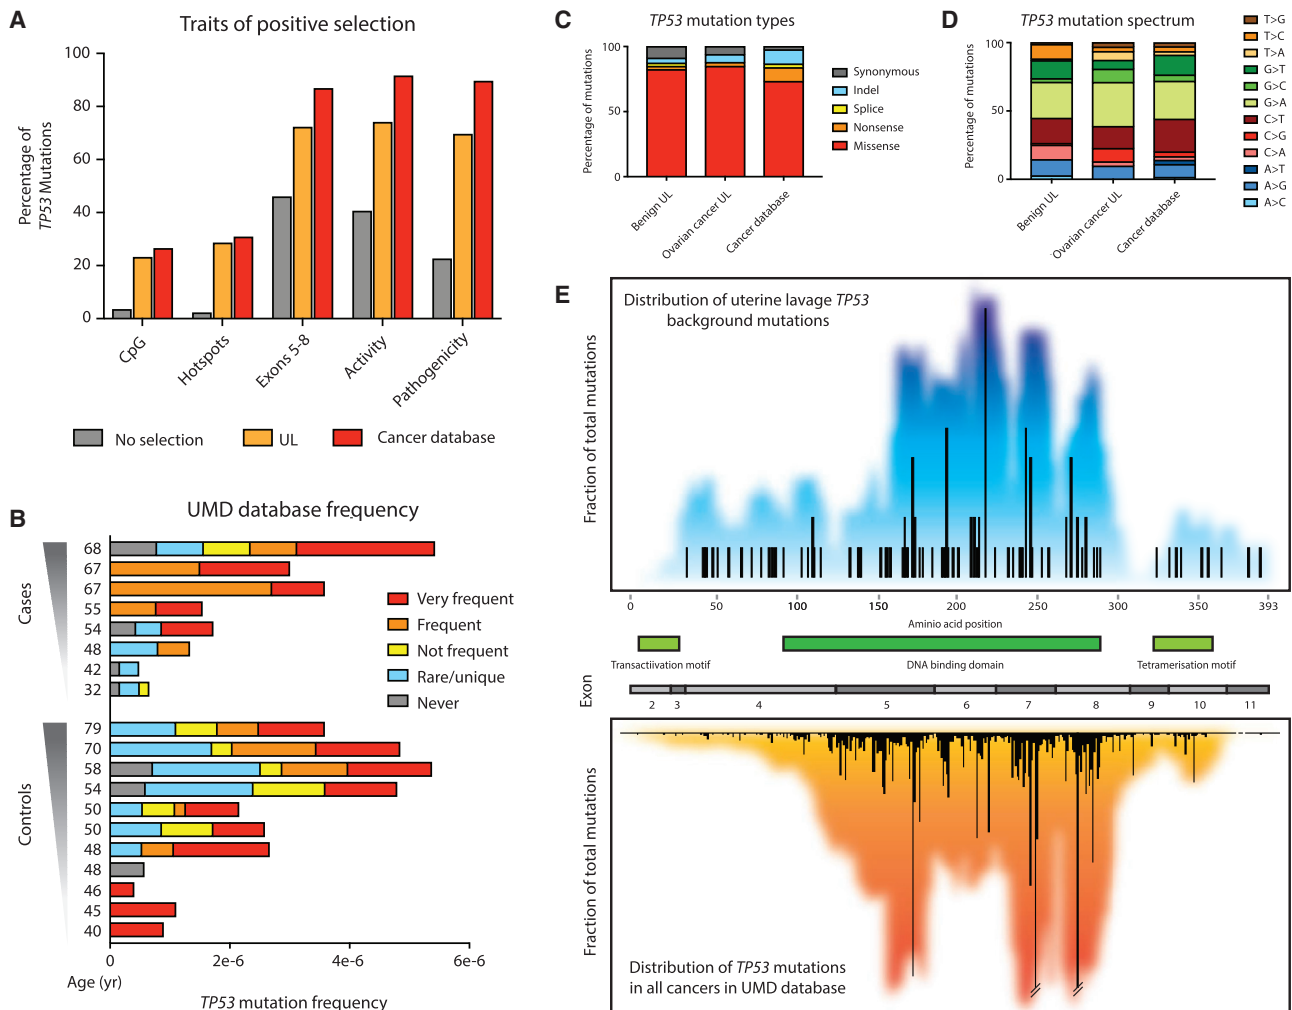 A
Traits of positive selection
Percentage of
TP53 Mutations
100
80
60
40
20
0
CpG
Hotspots
Exons 5-8
Activity
Pathogenicity
No selection
UL
Cancer database
B
UMD database frequency
Cases
68
67
67
55
54
48
42
32
Controls
79
70
58
54
50
50
48
48
46
45
40
Very frequent
Frequent
Not frequent
Rare/unique
Never
0
2e-6
4e-6
6e-6
Age (yr)
TP53 mutation frequency
C
TP53 mutation types
Percentage of mutations
100
50
0
Benign UL
Ovarian cancer UL
Cancer database
Synonymous
Indel
Splice
Nonsense
Missense
D
TP53 mutation spectrum
Percentage of mutations
100
50
0
Benign UL
Ovarian cancer UL
Cancer database
T>G
T>C
T>A
G>T
G>C
G>A
C>T
C>G
C>A
A>T
A>G
A>C
E
Distribution of uterine lavage TP53
background mutations
Fraction of total mutations
0
50
100
150
200
250
300
350
393
Aminio acid position
Transactiivation motif
DNA binding domain
Tetramerisation motif
Exon
2
3
4
5
6
7
8
9
10
11
Fraction of total mutations
Distribution of TP53 mutations
in all cancers in UMD database